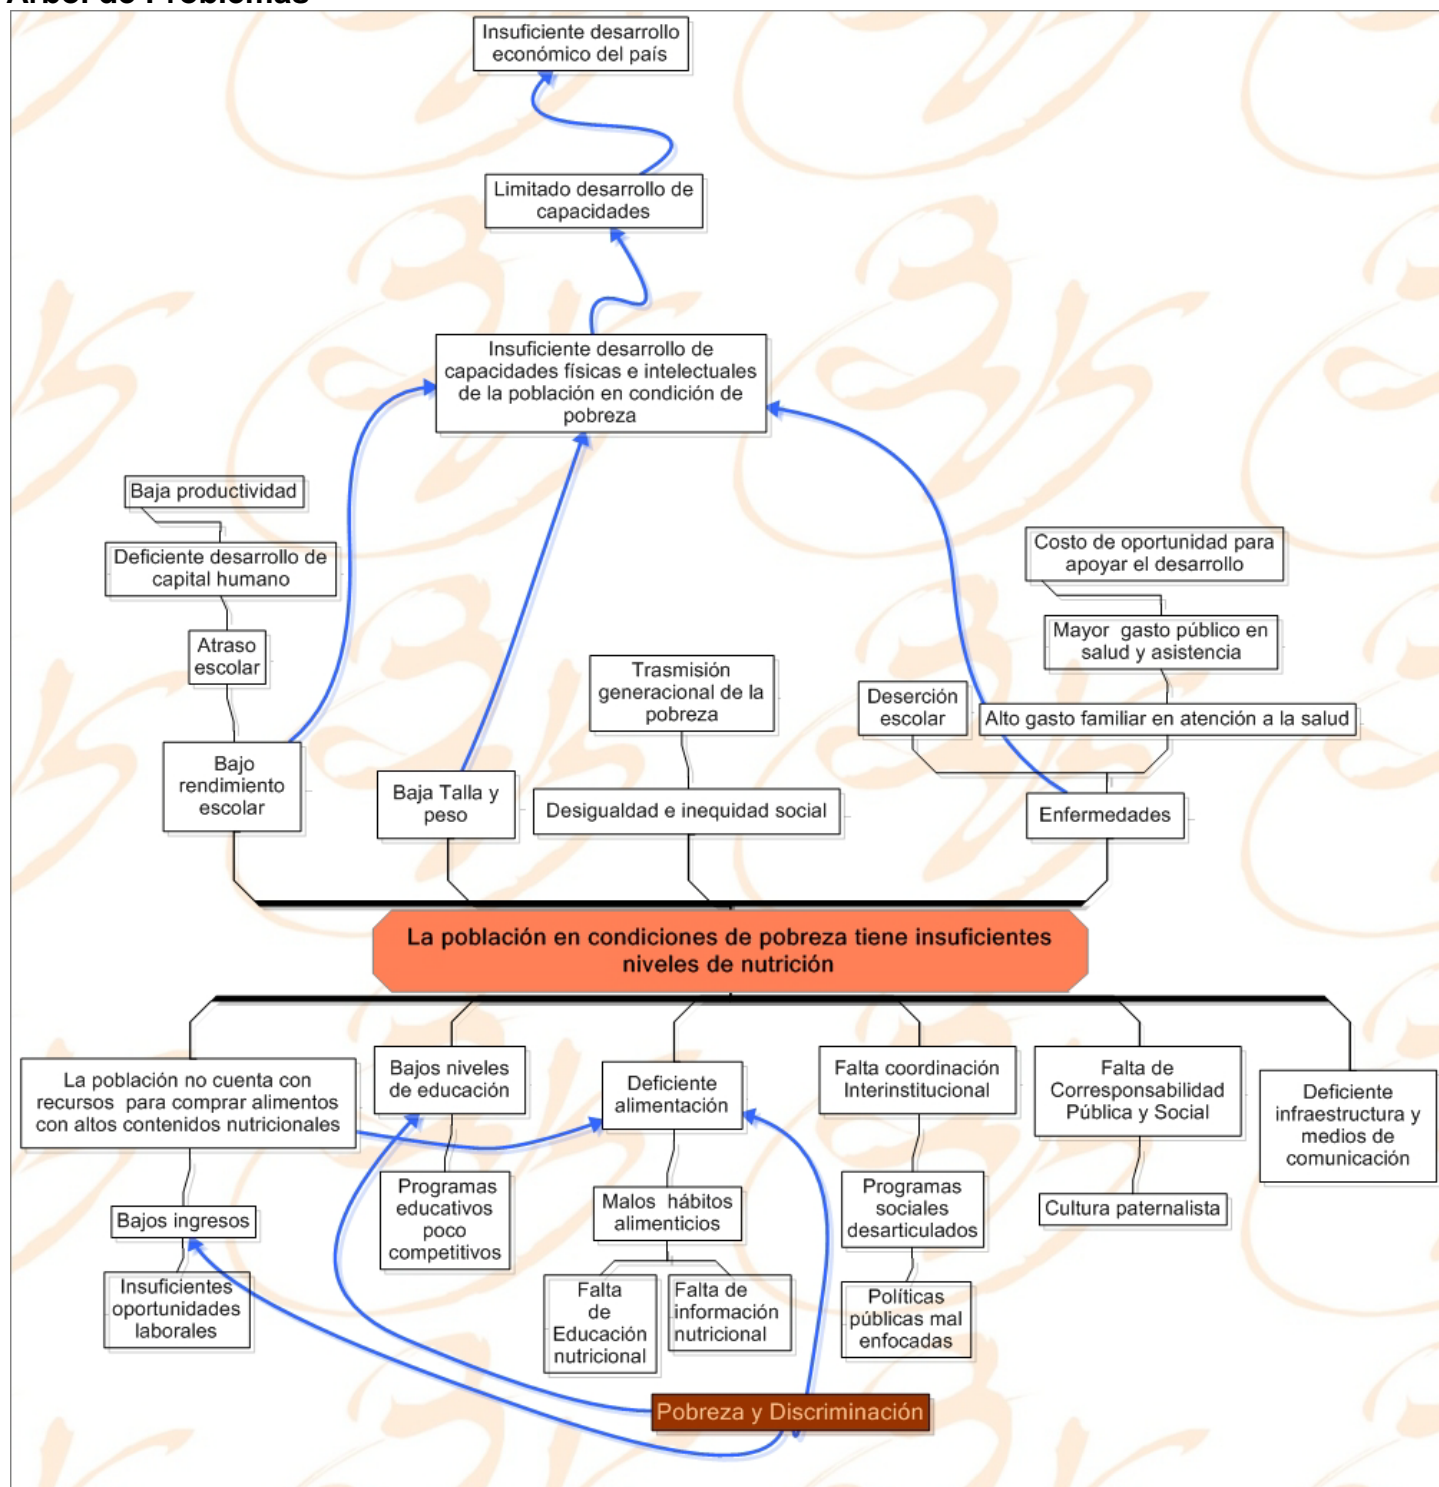 Árbol de Problemas
Insuficiente desarrollo
económico del país
Limitado desarrollo de
capacidades
Insuficiente desarrollo de
capacidades físicas e intelectuales
de la población en condición de
pobreza
Baja productividad
Deficiente desarrollo de
capital humano
Atraso
escolar
Bajo
rendimiento
escolar
Baja Talla y
peso
Trasmisión
generacional de la
pobreza
Desigualdad e inequidad social
Costo de oportunidad para
apoyar el desarrollo
Mayor gasto público en
salud y asistencia
Deserción
escolar
Alto gasto familiar en atención a la salud
Enfermedades
La población en condiciones de pobreza tiene insuficientes
niveles de nutrición
La población no cuenta con
recursos para comprar alimentos
con altos contenidos nutricionales
Bajos ingresos
Insuficientes
oportunidades
laborales
Bajos niveles
de educación
Programas
educativos
poco
competitivos
Deficiente
alimentación
Malos hábitos
alimenticios
Falta
de
Educación
nutricional
Falta de
información
nutricional
Falta coordinación
Interinstitucional
Programas
sociales
desarticulados
Políticas
públicas mal
enfocadas
Falta de
Corresponsabilidad
Pública y Social
Cultura paternalista
Deficiente
infraestructura y
medios de
comunicación
Pobreza y Discriminación